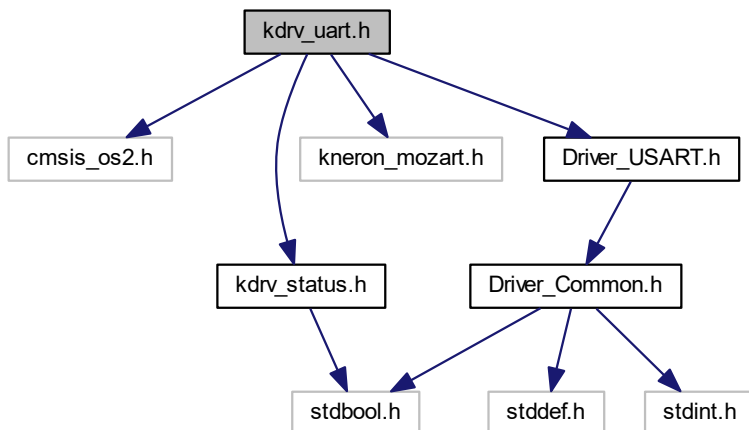 kdrv_uart.h
cmsis_os2.h
kneron_mozart.h
Driver_USART.h
kdrv_status.h
Driver_Common.h
stdbool.h
stddef.h
stdint.h